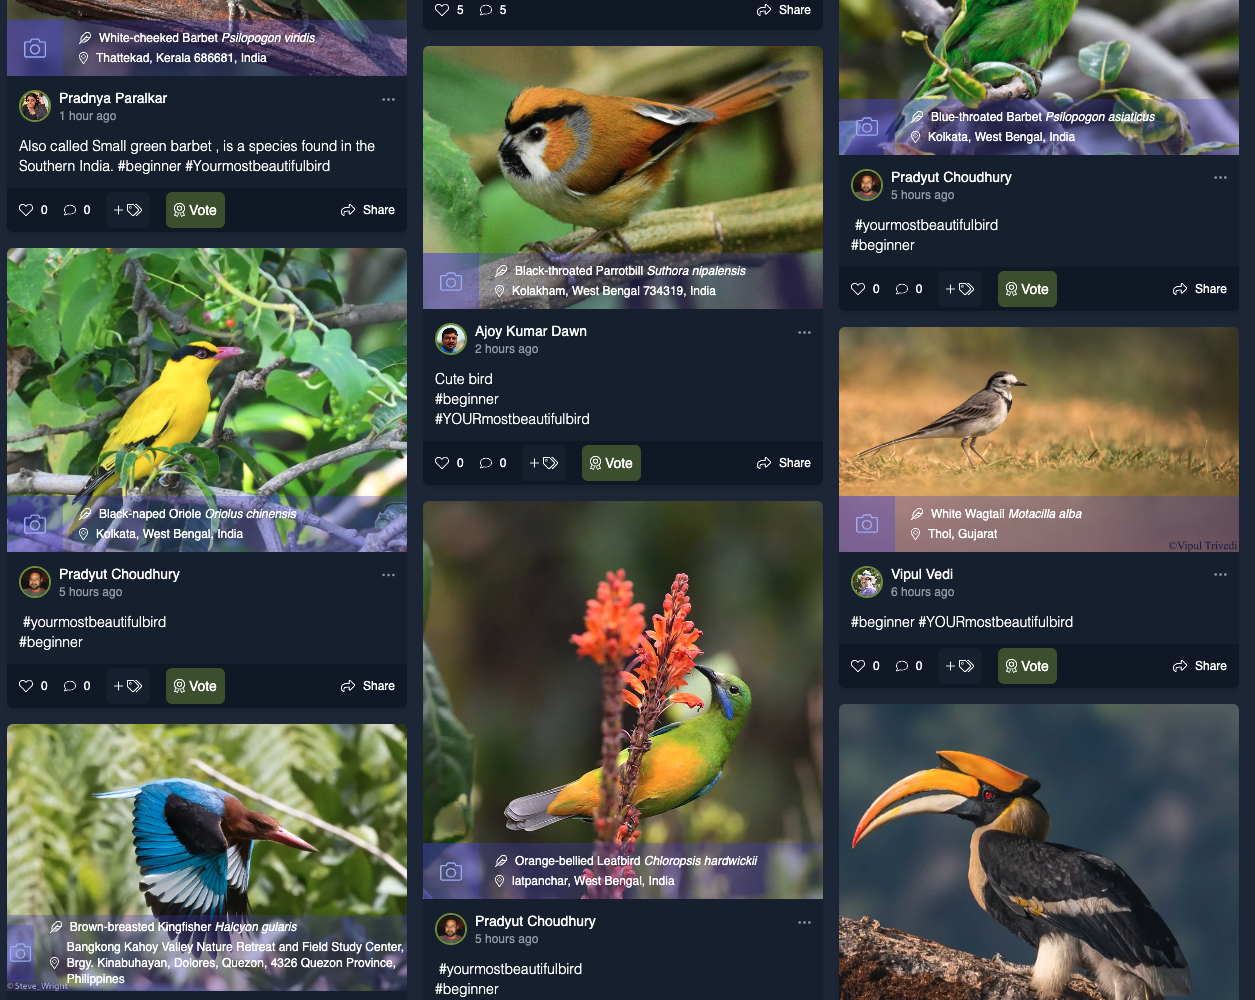 White-cheeked Barbet Psilopogon viridis
Thattekad, Kerala 686681, India
Pradnya Paralkar
1 hour ago
Also called Small green barbet , is a species found in the
Southern India. #beginner #Yourmostbeautifulbird
0 0 + Vote Share
Black-naped Oriole Oriolus chinensis
Kolkata, West Bengal, India
Pradyut Choudhury
5 hours ago
#yourmostbeautifulbird
#beginner
0 0 + Vote Share
Brown-breasted Kingfisher Halcyon gularis
Bangkong Kahoy Valley Nature Retreat and Field Study Center,
Brgy. Kinabuhayan, Dolores, Quezon, 4326 Quezon Province,
Philippines
©Steve_Wright
5 5 Share
Black-throated Parrotbill Suthora nipalensis
Kolakham, West Bengal 734319, India
Ajoy Kumar Dawn
2 hours ago
Cute bird
#beginner
#YOURmostbeautifulbird
0 0 + Vote Share
Orange-bellied Leafbird Chloropsis hardwickii
latpanchar, West Bengal, India
Pradyut Choudhury
5 hours ago
#yourmostbeautifulbird
#beginner
Blue-throated Barbet Psilopogon asiaticus
Kolkata, West Bengal, India
Pradyut Choudhury
5 hours ago
#yourmostbeautifulbird
#beginner
0 0 + Vote Share
White Wagtail Motacilla alba
Thol, Gujarat
©Vipul Trivedi
Vipul Vedi
6 hours ago
#beginner #YOURmostbeautifulbird
0 0 + Vote Share